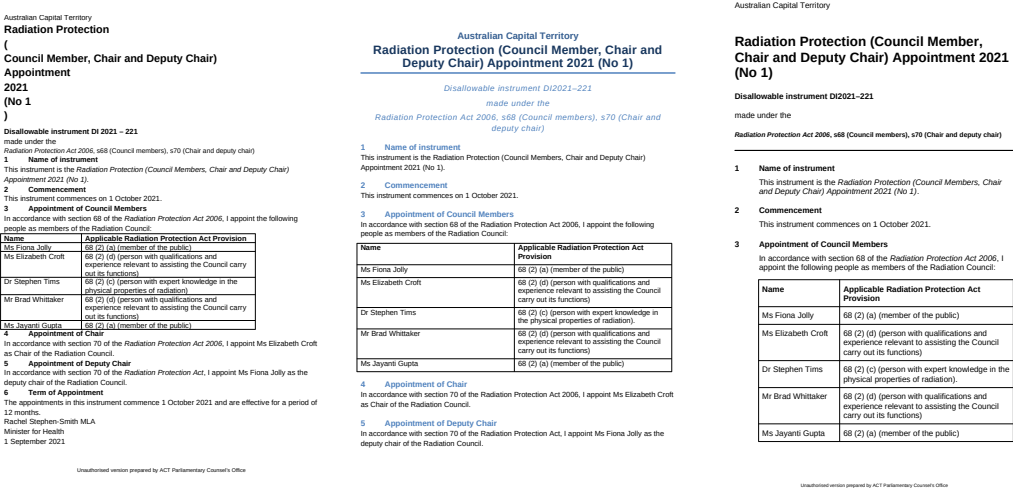 Australian Capital Territory
Radiation Protection
(
Council Member, Chair and Deputy Chair)
Appointment
2021
(No 1
)
Disallowable instrument DI 2021 – 221
made under the
Radiation Protection Act 2006, s68 (Council members), s70 (Chair and deputy chair)
1 Name of instrument
This instrument is the Radiation Protection (Council Members, Chair and Deputy Chair)
Appointment 2021 (No 1).
2 Commencement
This instrument commences on 1 October 2021.
3 Appointment of Council Members
In accordance with section 68 of the Radiation Protection Act 2006, I appoint the following
people as members of the Radiation Council:
Name Applicable Radiation Protection Act Provision
Ms Fiona Jolly 68 (2) (a) (member of the public)
Ms Elizabeth Croft 68 (2) (d) (person with qualifications and
experience relevant to assisting the Council carry
out its functions)
Dr Stephen Tims 68 (2) (c) (person with expert knowledge in the
physical properties of radiation)
Mr Brad Whittaker 68 (2) (d) (person with qualifications and
experience relevant to assisting the Council carry
out its functions)
Ms Jayanti Gupta 68 (2) (a) (member of the public)
4 Appointment of Chair
In accordance with section 70 of the Radiation Protection Act 2006, I appoint Ms Elizabeth Croft
as Chair of the Radiation Council.
5 Appointment of Deputy Chair
In accordance with section 70 of the Radiation Protection Act, I appoint Ms Fiona Jolly as the
deputy chair of the Radiation Council.
6 Term of Appointment
The appointments in this instrument commence 1 October 2021 and are effective for a period of
12 months.
Rachel Stephen-Smith MLA
Minister for Health
1 September 2021
Unauthorised version prepared by ACT Parliamentary Counsel's Office
Australian Capital Territory
Radiation Protection (Council Member, Chair and
Deputy Chair) Appointment 2021 (No 1)
Disallowable instrument DI2021–221
made under the
Radiation Protection Act 2006, s68 (Council members), s70 (Chair and
deputy chair)
1 Name of instrument
This instrument is the Radiation Protection (Council Members, Chair and Deputy Chair)
Appointment 2021 (No 1).
2 Commencement
This instrument commences on 1 October 2021.
3 Appointment of Council Members
In accordance with section 68 of the Radiation Protection Act 2006, I appoint the following
people as members of the Radiation Council:
Name Applicable Radiation Protection Act
Provision
Ms Fiona Jolly 68 (2) (a) (member of the public)
Ms Elizabeth Croft 68 (2) (d) (person with qualifications and
experience relevant to assisting the Council
carry out its functions)
Dr Stephen Tims 68 (2) (c) (person with expert knowledge in
the physical properties of radiation).
Mr Brad Whittaker 68 (2) (d) (person with qualifications and
experience relevant to assisting the Council
carry out its functions)
Ms Jayanti Gupta 68 (2) (a) (member of the public)
4 Appointment of Chair
In accordance with section 70 of the Radiation Protection Act 2006, I appoint Ms Elizabeth Croft
as Chair of the Radiation Council.
5 Appointment of Deputy Chair
In accordance with section 70 of the Radiation Protection Act, I appoint Ms Fiona Jolly as the
deputy chair of the Radiation Council.
Australian Capital Territory
Radiation Protection (Council Member,
Chair and Deputy Chair) Appointment 2021
(No 1)
Disallowable instrument DI2021–221
made under the
Radiation Protection Act 2006, s68 (Council members), s70 (Chair and deputy chair)
1 Name of instrument
This instrument is the Radiation Protection (Council Members, Chair
and Deputy Chair) Appointment 2021 (No 1).
2 Commencement
This instrument commences on 1 October 2021.
3 Appointment of Council Members
In accordance with section 68 of the Radiation Protection Act 2006, I
appoint the following people as members of the Radiation Council:
Name Applicable Radiation Protection Act
Provision
Ms Fiona Jolly 68 (2) (a) (member of the public)
Ms Elizabeth Croft 68 (2) (d) (person with qualifications and
experience relevant to assisting the Council
carry out its functions)
Dr Stephen Tims 68 (2) (c) (person with expert knowledge in the
physical properties of radiation).
Mr Brad Whittaker 68 (2) (d) (person with qualifications and
experience relevant to assisting the Council
carry out its functions)
Ms Jayanti Gupta 68 (2) (a) (member of the public)
Unauthorised version prepared by ACT Parliamentary Counsel's Office